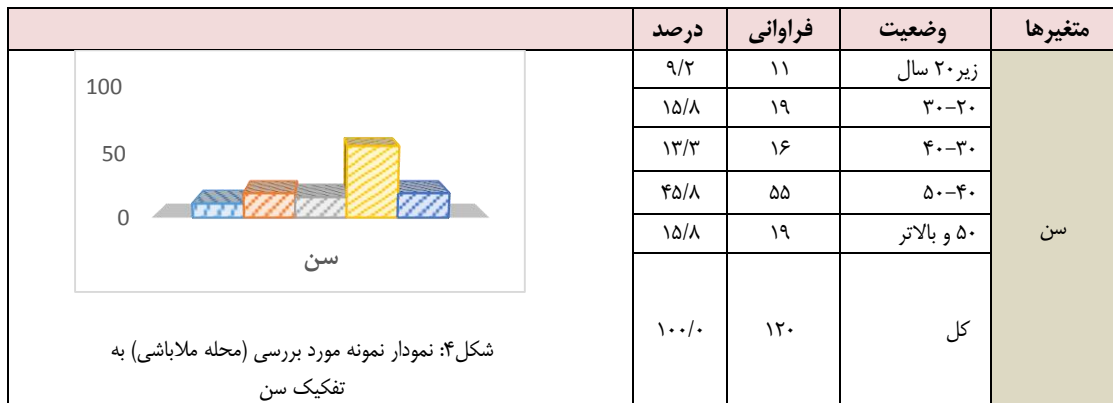 متغیرها وضعیت فراوانی درصد
سن
زیر۲۰ سال ۱۱ ۹/۲
۲۰-۳۰ ۱۹ ۱۵/۸
۳۰-۴۰ ۱۶ ۱۳/۳
۴۰-۵۰ ۵۵ ۴۵/۸
۵۰ و بالاتر ۱۹ ۱۵/۸
کل ۱۲۰ ۱۰۰/۰
100
50
0
سن
شکل۴: نمودار نمونه مورد بررسی (محله ملاباشی) به
تفکیک سن